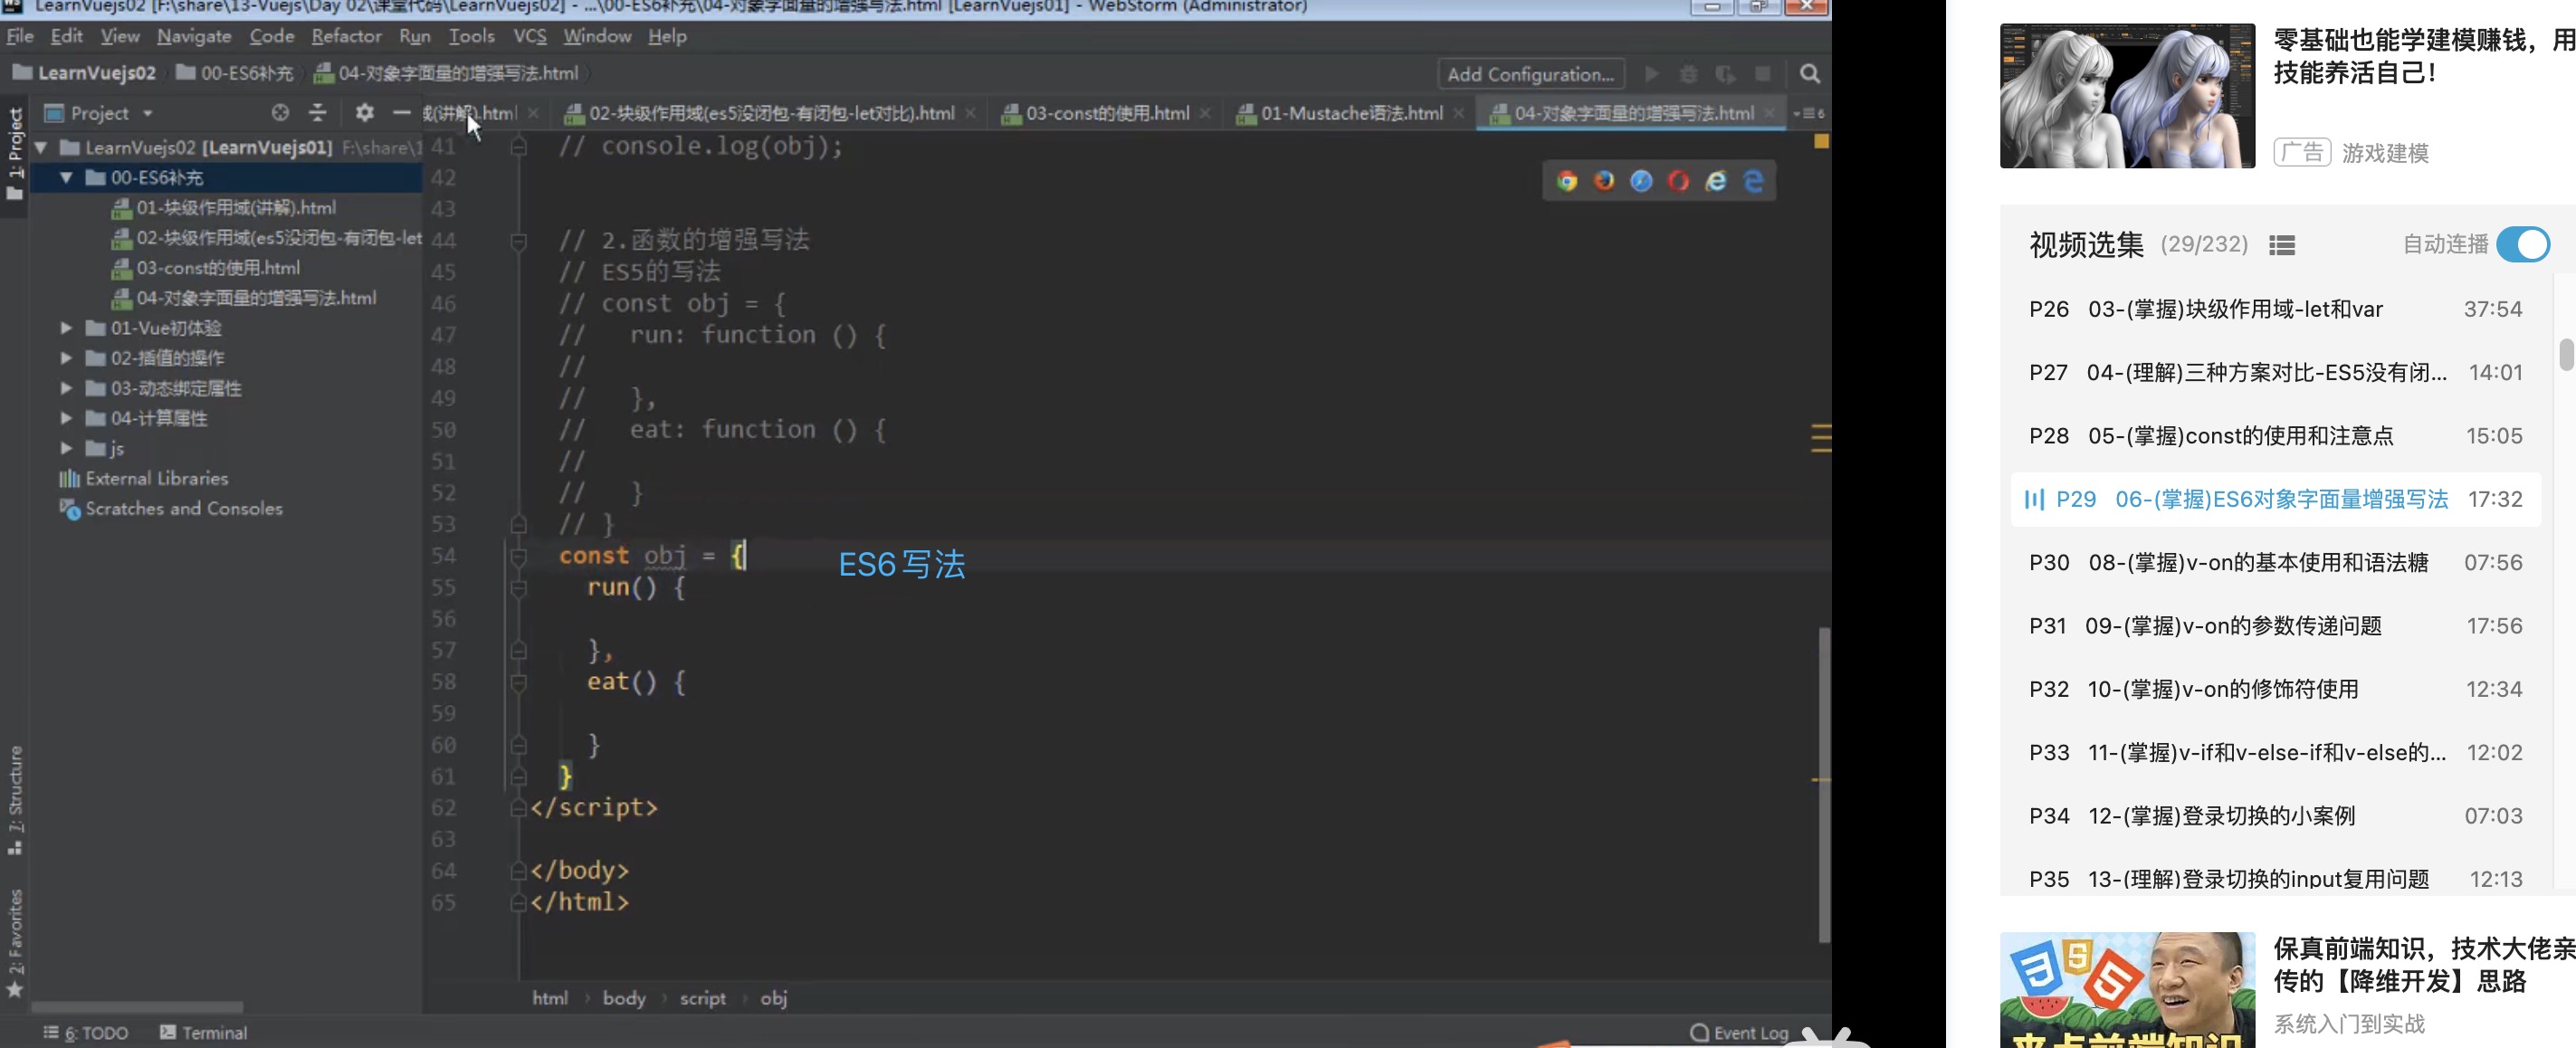 LearnVuejs02 [F:\share\13-Vuejs\Day 02\课堂代码\LearnVuejs02] - ...\00-ES6补充\04-对象字面量的增强写法.html [LearnVuejs01] - WebStorm (Administrator)
File Edit View Navigate Code Refactor Run Tools VCS Window Help
LearnVuejs02 00-ES6补充 04-对象字面量的增强写法.html
Add Configuration...
Project
域(讲解).html
02-块级作用域(es5没闭包-有闭包-let对比).html
03-const的使用.html
01-Mustache语法.html
04-对象字面量的增强写法.html
6
1: Project
7: Structure
2: Favorites
LearnVuejs02 [LearnVuejs01] F:\share\1
00-ES6补充
01-块级作用域(讲解).html
02-块级作用域(es5没闭包-有闭包-let
03-const的使用.html
04-对象字面量的增强写法.html
01-Vue初体验
02-插值的操作
03-动态绑定属性
04-计算属性
js
External Libraries
Scratches and Consoles
41 // console.log(obj);
42
43
44 // 2.函数的增强写法
45 // ES5的写法
46 // const obj = {
47 //   run: function () {
48 //
49 //   },
50 //   eat: function () {
51 //
52 //   }
53 // }
54 const obj = {
ES6写法
55   run() {
56
57   },
58   eat() {
59
60   }
61 }
62 </script>
63
64 </body>
65 </html>
html body script obj
6: TODO Terminal
Event Log
零基础也能学建模赚钱，用
技能养活自己！
广告 游戏建模
视频选集 (29/232) 自动连播
P26 03-(掌握)块级作用域-let和var 37:54
P27 04-(理解)三种方案对比-ES5没有闭... 14:01
P28 05-(掌握)const的使用和注意点 15:05
P29 06-(掌握)ES6对象字面量增强写法 17:32
P30 08-(掌握)v-on的基本使用和语法糖 07:56
P31 09-(掌握)v-on的参数传递问题 17:56
P32 10-(掌握)v-on的修饰符使用 12:34
P33 11-(掌握)v-if和v-else-if和v-else的... 12:02
P34 12-(掌握)登录切换的小案例 07:03
P35 13-(理解)登录切换的input复用问题 12:13
保真前端知识，技术大佬亲
传的【降维开发】思路
系统入门到实战
3 5 5
来点前端知识